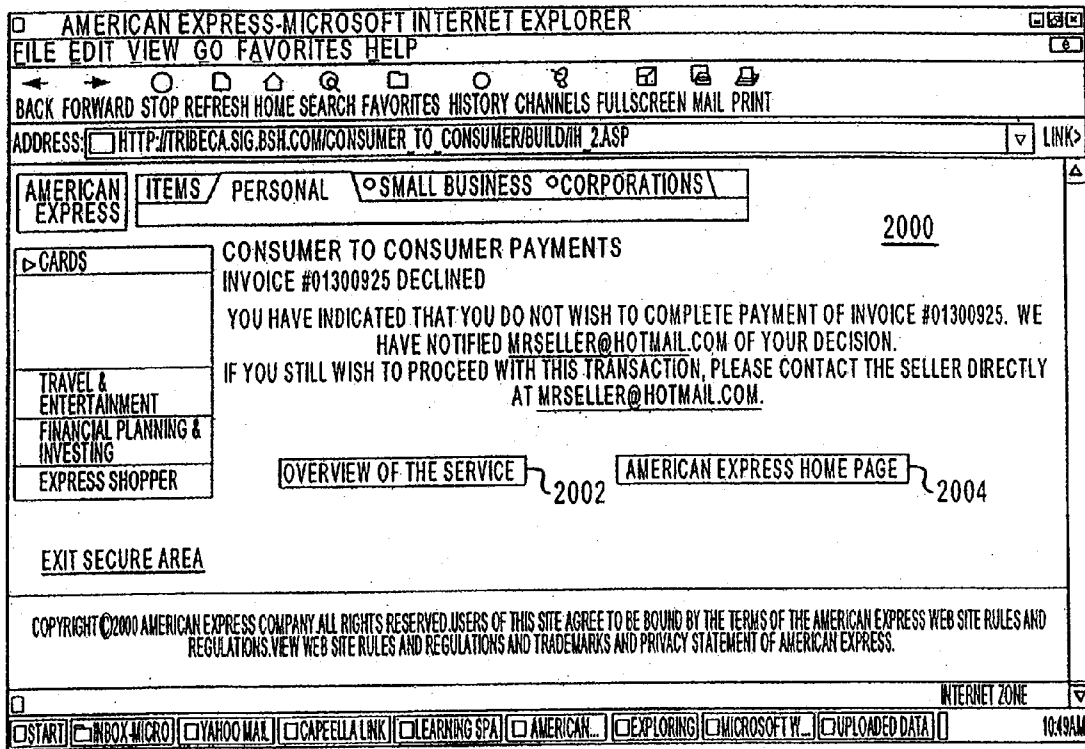 AMERICAN EXPRESS-MICROSOFT INTERNET EXPLORER
FILE EDIT VIEW GO FAVORITES HELP
BACK FORWARD STOP REFRESH HOME SEARCH FAVORITES HISTORY CHANNELS FULLSCREEN MAIL PRINT
ADDRESS: HTTP://TRIBECA.SIG.BSH.COM/CONSUMER_TO_CONSUMER/BUILD/IH_2.ASP LINK>
AMERICAN EXPRESS
ITEMS PERSONAL SMALL BUSINESS CORPORATIONS
2000
CARDS
TRAVEL &
ENTERTAINMENT
FINANCIAL PLANNING &
INVESTING
EXPRESS SHOPPER
CONSUMER TO CONSUMER PAYMENTS
INVOICE #01300925 DECLINED
YOU HAVE INDICATED THAT YOU DO NOT WISH TO COMPLETE PAYMENT OF INVOICE #01300925. WE
HAVE NOTIFIED MRSELLER@HOTMAIL.COM OF YOUR DECISION.
IF YOU STILL WISH TO PROCEED WITH THIS TRANSACTION, PLEASE CONTACT THE SELLER DIRECTLY
AT MRSELLER@HOTMAIL.COM.
OVERVIEW OF THE SERVICE 2002 AMERICAN EXPRESS HOME PAGE 2004
EXIT SECURE AREA
COPYRIGHT ©2000 AMERICAN EXPRESS COMPANY.ALL RIGHTS RESERVED.USERS OF THIS SITE AGREE TO BE BOUND BY THE TERMS OF THE AMERICAN EXPRESS WEB SITE RULES AND
REGULATIONS.VIEW WEB SITE RULES AND REGULATIONS AND TRADEMARKS AND PRIVACY STATEMENT OF AMERICAN EXPRESS.
INTERNET ZONE
START INBOX-MICRO YAHOO MAIL CAPEELLA LINK LEARNING SPA AMERICAN... EXPLORING MICROSOFT W... UPLOADED DATA 10:49AM